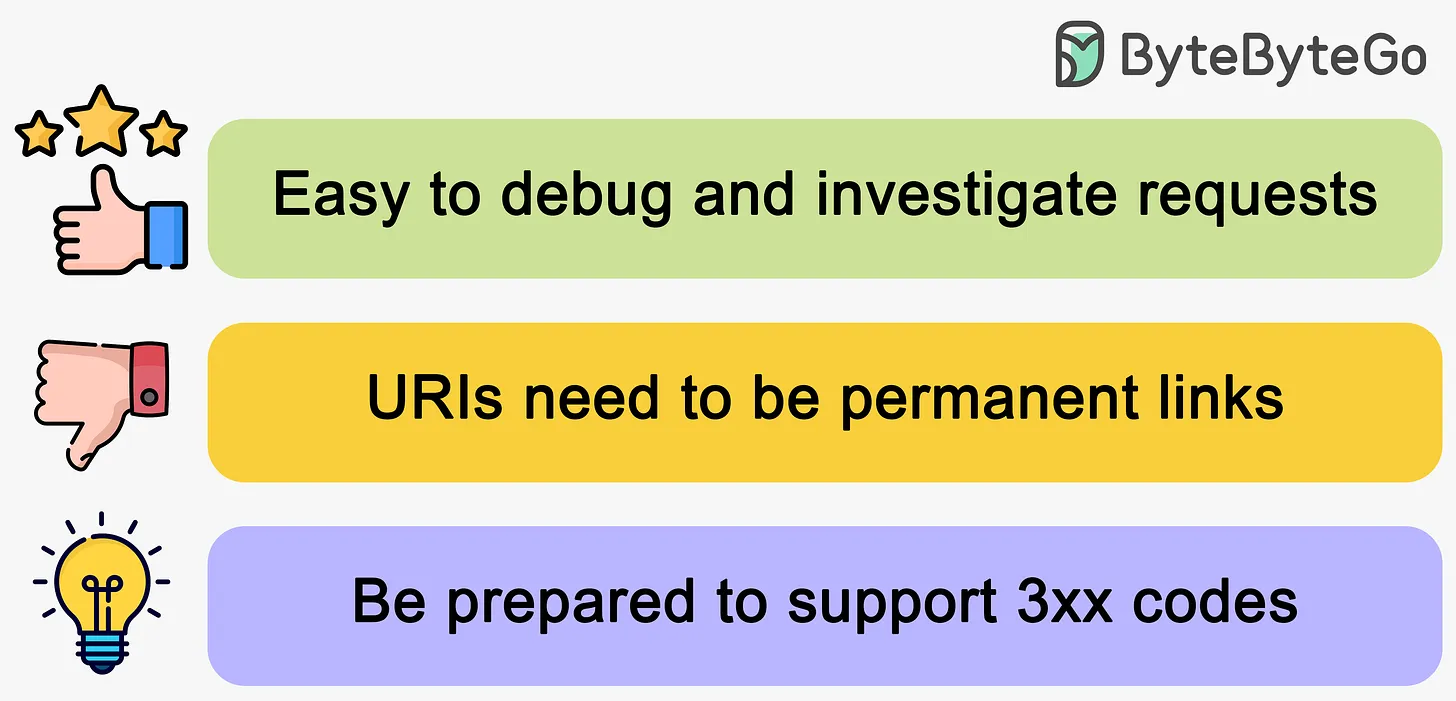 ByteByteGo
Easy to debug and investigate requests
URIs need to be permanent links
Be prepared to support 3xx codes